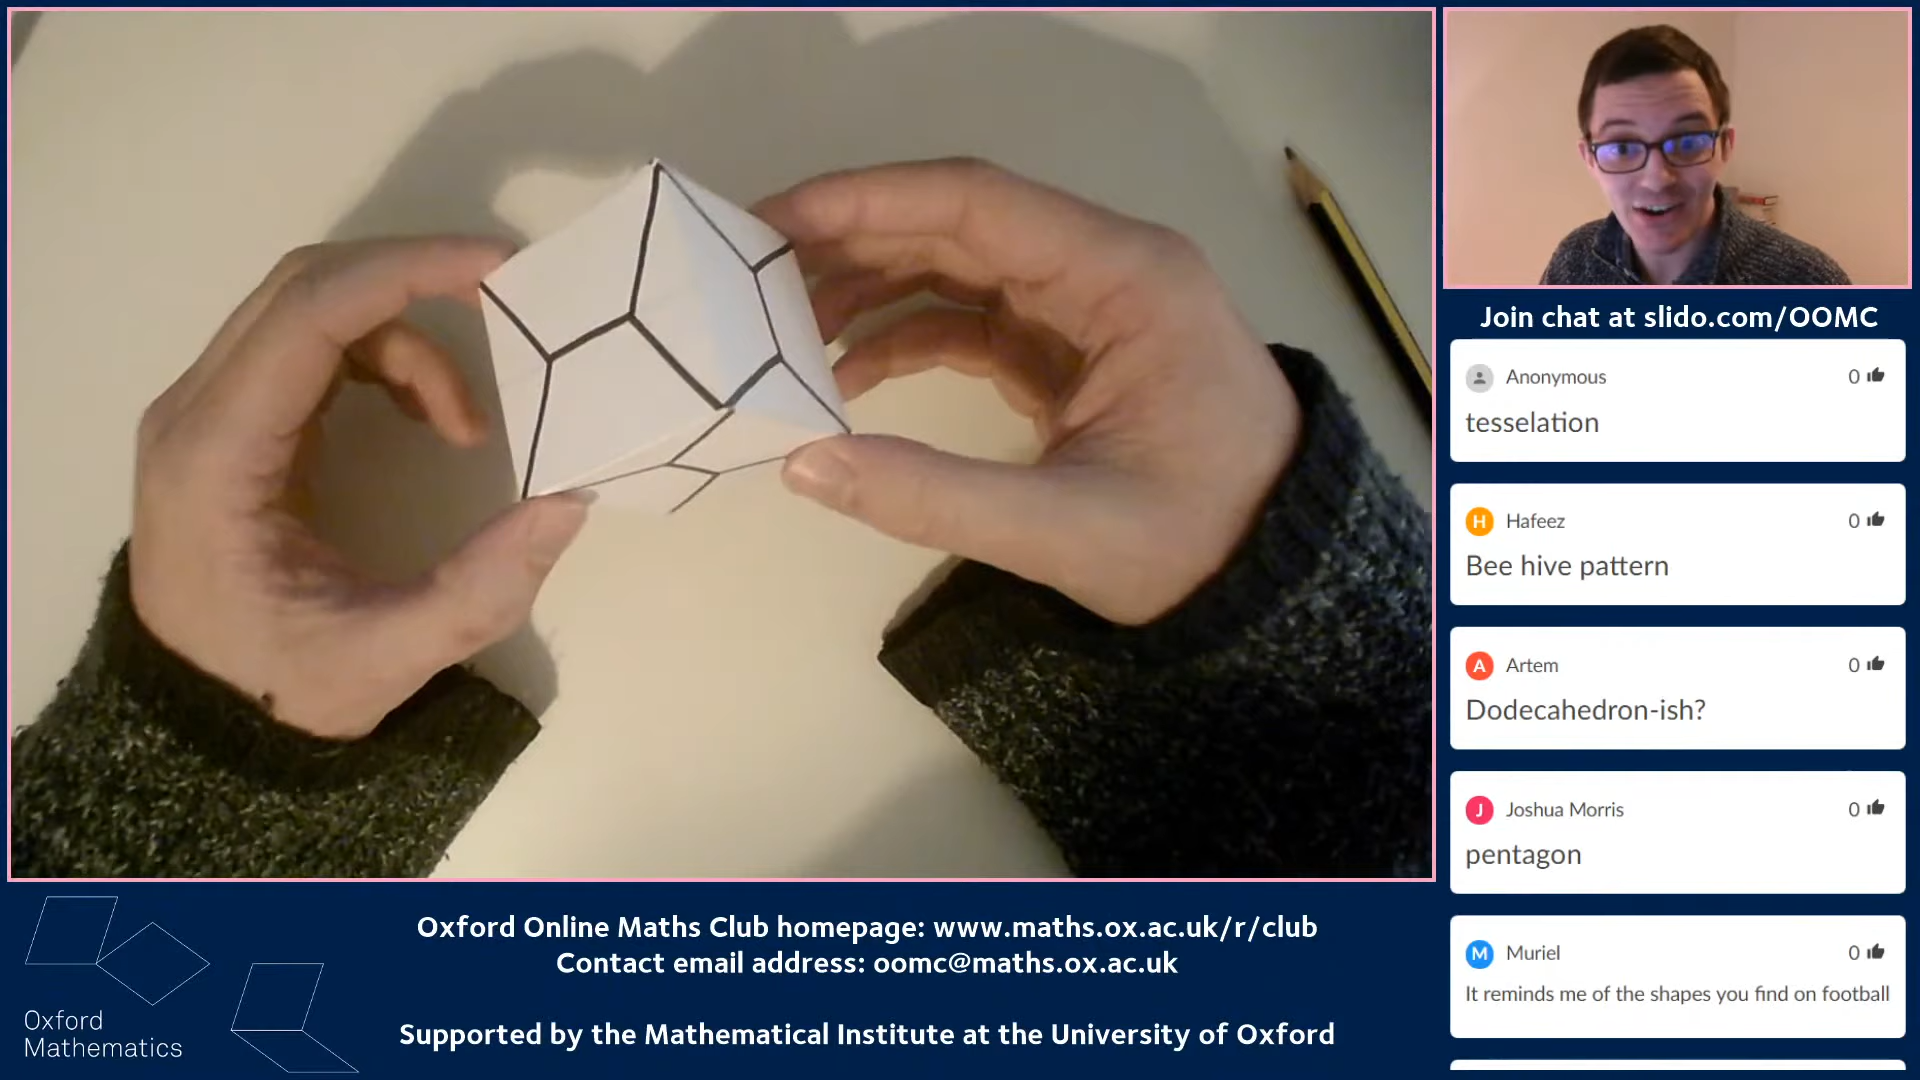 Join chat at slido.com/OOMC
Anonymous
0
tesselation
H
Hafeez
0
Bee hive pattern
A
Artem
0
Dodecahedron-ish?
J
Joshua Morris
0
pentagon
M
Muriel
0
It reminds me of the shapes you find on football
Oxford
Mathematics
Oxford Online Maths Club homepage: www.maths.ox.ac.uk/r/club
Contact email address: oomc@maths.ox.ac.uk
Supported by the Mathematical Institute at the University of Oxford